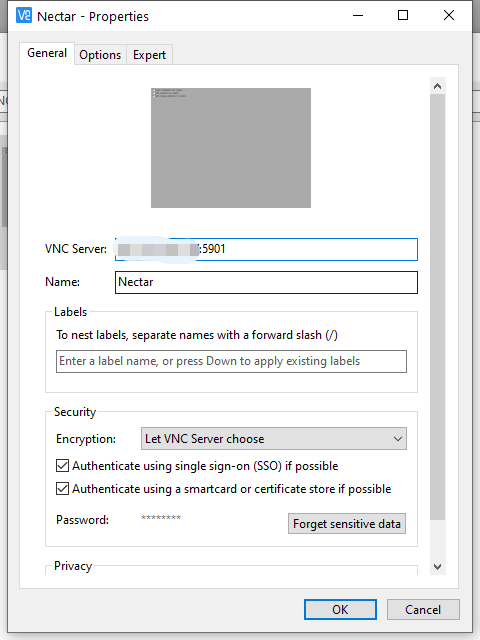 Nectar - Properties
General
Options
Expert
VNC Server:
:5901
Name:
Nectar
Labels
To nest labels, separate names with a forward slash (/)
Enter a label name, or press Down to apply existing labels
Security
Encryption:
Let VNC Server choose
Authenticate using single sign-on (SSO) if possible
Authenticate using a smartcard or certificate store if possible
Password:
********
Forget sensitive data
Privacy
OK
Cancel